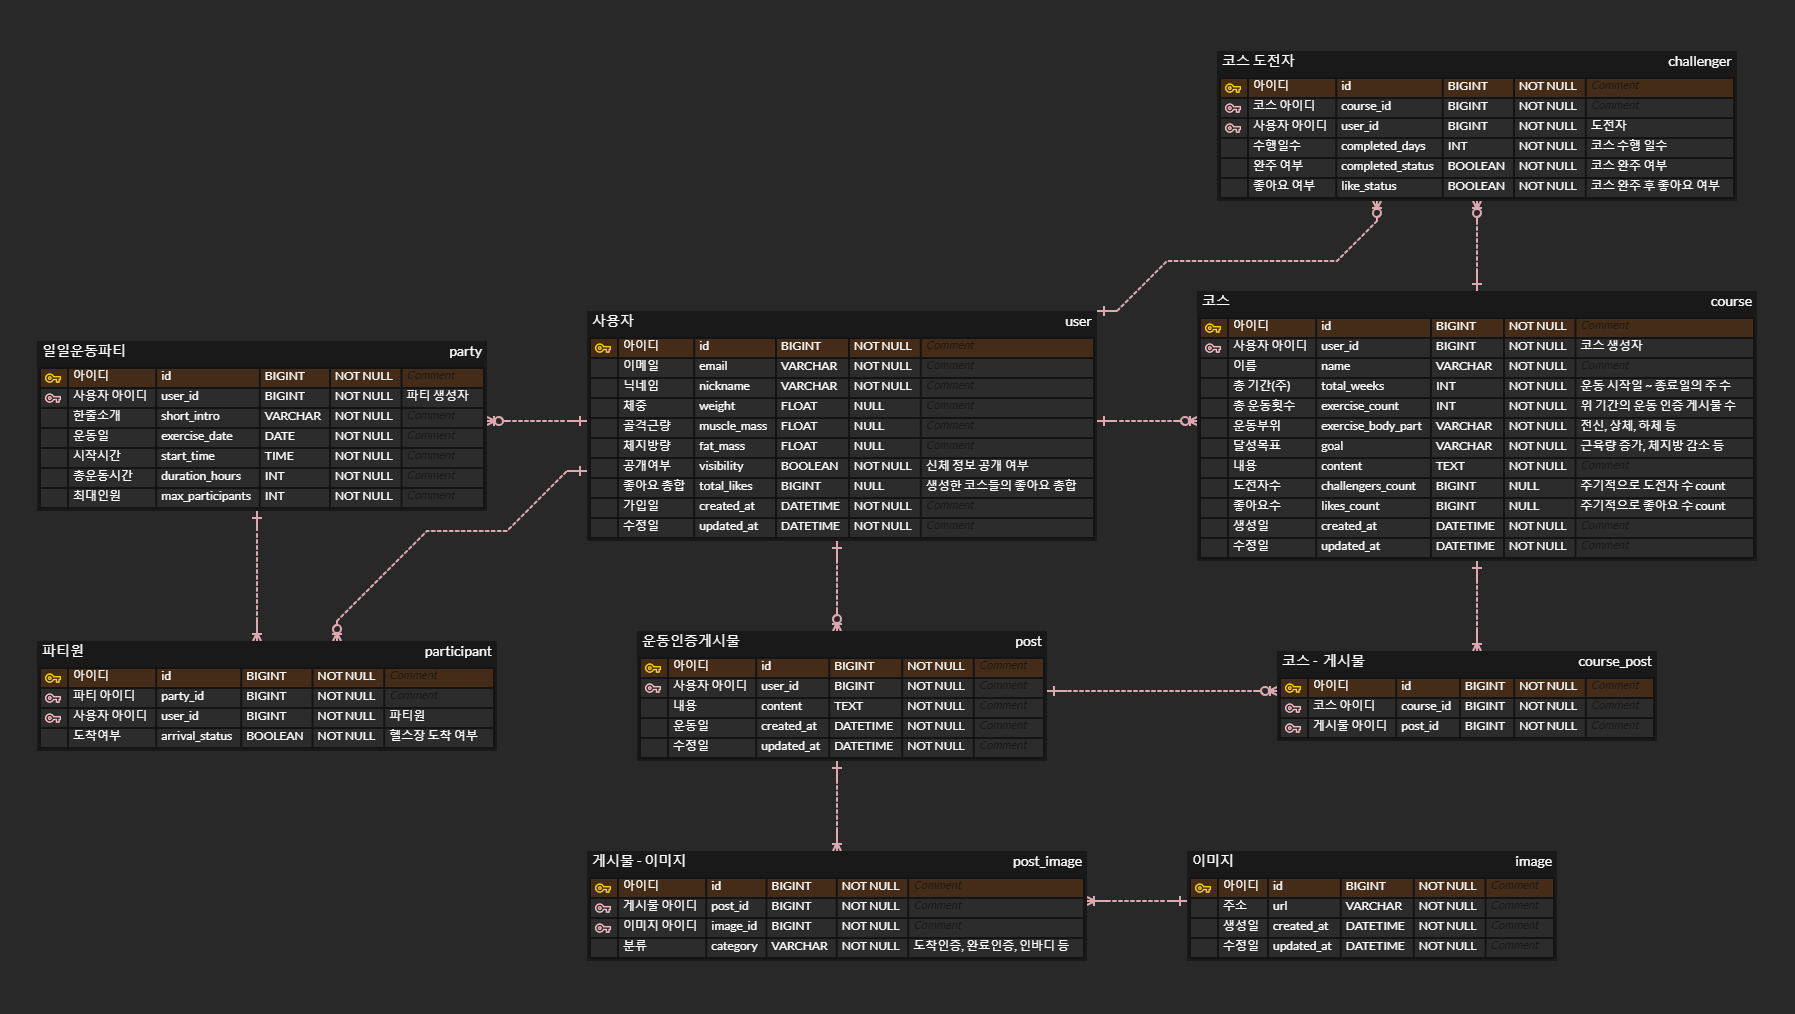 코스 도전자 challenger
아이디 id BIGINT NOT NULL Comment
코스 아이디 course_id BIGINT NOT NULL Comment
사용자 아이디 user_id BIGINT NOT NULL 도전자
수행일수 completed_days INT NOT NULL 코스 수행 일수
완주 여부 completed_status BOOLEAN NOT NULL 코스 완주 여부
좋아요 여부 like_status BOOLEAN NOT NULL 코스 완주 후 좋아요 여부
코스 course
아이디 id BIGINT NOT NULL Comment
사용자 아이디 user_id BIGINT NOT NULL 코스 생성자
이름 name VARCHAR NOT NULL Comment
총 기간(주) total_weeks INT NOT NULL 운동 시작일 ~ 종료일의 주 수
총 운동횟수 exercise_count INT NOT NULL 위 기간의 운동 인증 게시물 수
운동부위 exercise_body_part VARCHAR NOT NULL 전신, 상체, 하체 등
달성목표 goal VARCHAR NOT NULL 근육량 증가, 체지방 감소 등
내용 content TEXT NOT NULL Comment
도전자수 challengers_count BIGINT NULL 주기적으로 도전자 수 count
좋아요수 likes_count BIGINT NULL 주기적으로 좋아요 수 count
생성일 created_at DATETIME NOT NULL Comment
수정일 updated_at DATETIME NOT NULL Comment
사용자 user
아이디 id BIGINT NOT NULL Comment
이메일 email VARCHAR NOT NULL Comment
닉네임 nickname VARCHAR NOT NULL Comment
체중 weight FLOAT NULL Comment
골격근량 muscle_mass FLOAT NULL Comment
체지방량 fat_mass FLOAT NULL Comment
공개여부 visibility BOOLEAN NOT NULL 신체 정보 공개 여부
좋아요 총합 total_likes BIGINT NULL 생성한 코스들의 좋아요 총합
가입일 created_at DATETIME NOT NULL Comment
수정일 updated_at DATETIME NOT NULL Comment
일일운동파티 party
아이디 id BIGINT NOT NULL Comment
사용자 아이디 user_id BIGINT NOT NULL 파티 생성자
한줄소개 short_intro VARCHAR NOT NULL Comment
운동일 exercise_date DATE NOT NULL Comment
시작시간 start_time TIME NOT NULL Comment
총운동시간 duration_hours INT NOT NULL Comment
최대인원 max_participants INT NOT NULL Comment
파티원 participant
아이디 id BIGINT NOT NULL Comment
파티 아이디 party_id BIGINT NOT NULL Comment
사용자 아이디 user_id BIGINT NOT NULL 파티원
도착여부 arrival_status BOOLEAN NOT NULL 헬스장 도착 여부
운동인증게시물 post
아이디 id BIGINT NOT NULL Comment
사용자 아이디 user_id BIGINT NOT NULL Comment
내용 content TEXT NOT NULL Comment
운동일 created_at DATETIME NOT NULL Comment
수정일 updated_at DATETIME NOT NULL Comment
코스 - 게시물 course_post
아이디 id BIGINT NOT NULL Comment
코스 아이디 course_id BIGINT NOT NULL Comment
게시물 아이디 post_id BIGINT NOT NULL Comment
게시물 - 이미지 post_image
아이디 id BIGINT NOT NULL Comment
게시물 아이디 post_id BIGINT NOT NULL Comment
이미지 아이디 image_id BIGINT NOT NULL Comment
분류 category VARCHAR NOT NULL 도착인증, 완료인증, 인바디 등
이미지 image
아이디 id BIGINT NOT NULL Comment
주소 url VARCHAR NOT NULL Comment
생성일 created_at DATETIME NOT NULL Comment
수정일 updated_at DATETIME NOT NULL Comment